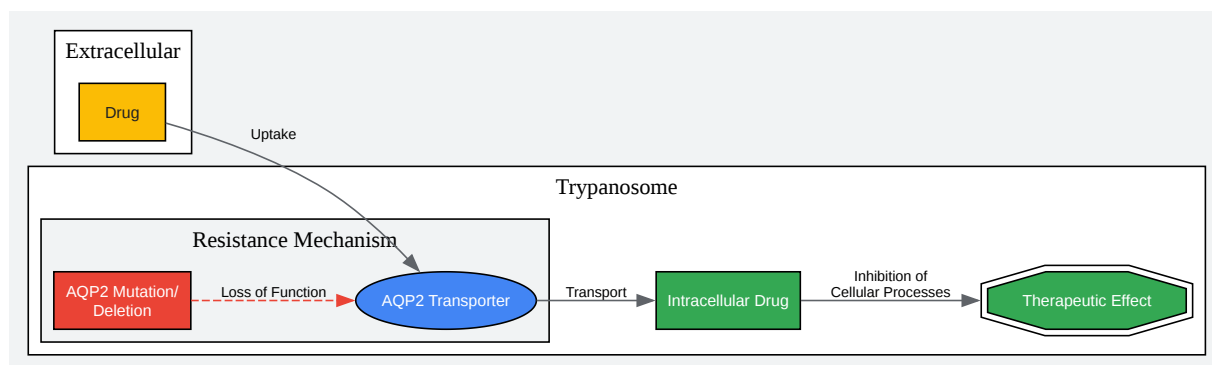 Extracellular
Drug
Uptake
Trypanosome
Resistance Mechanism
AQP2 Mutation/
Deletion
Loss of Function
AQP2 Transporter
Transport
Intracellular Drug
Inhibition of
Cellular Processes
Therapeutic Effect